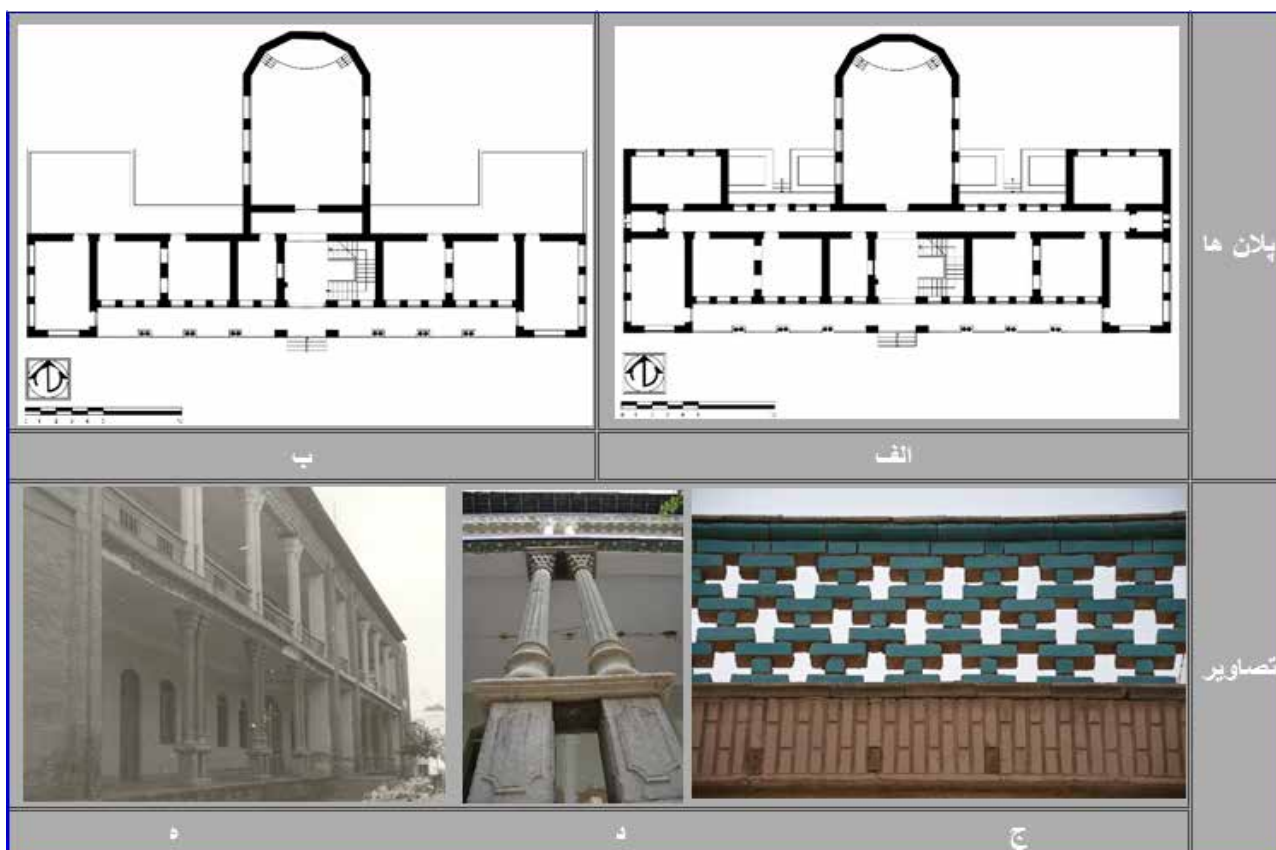 پلان ها
الف
ب
تصاویر
ج
د
ه